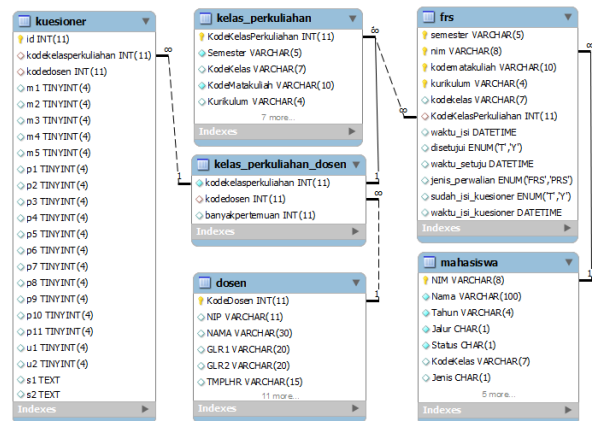 kuesioner
id INT(11)
kodekelasperkuliahan INT(11)
kodedosen INT(11)
m1 TINYINT(4)
m2 TINYINT(4)
m3 TINYINT(4)
m4 TINYINT(4)
m5 TINYINT(4)
p1 TINYINT(4)
p2 TINYINT(4)
p3 TINYINT(4)
p4 TINYINT(4)
p5 TINYINT(4)
p6 TINYINT(4)
p7 TINYINT(4)
p8 TINYINT(4)
p9 TINYINT(4)
p10 TINYINT(4)
p11 TINYINT(4)
u1 TINYINT(4)
u2 TINYINT(4)
s1 TEXT
s2 TEXT
Indexes
kelas_perkuliahan
KodeKelasPerkuliahan INT(11)
Semester VARCHAR(5)
KodeKelas VARCHAR(7)
KodeMatakuliah VARCHAR(10)
Kurikulum VARCHAR(4)
7 more...
Indexes
kelas_perkuliahan_dosen
kodekelasperkuliahan INT(11)
kodedosen INT(11)
banyakpertemuan INT(11)
Indexes
dosen
KodeDosen INT(11)
NIP VARCHAR(11)
NAMA VARCHAR(30)
GLR1 VARCHAR(20)
GLR2 VARCHAR(20)
TMPLHR VARCHAR(15)
11 more...
Indexes
frs
semester VARCHAR(5)
nim VARCHAR(8)
kodematakuliah VARCHAR(10)
kurikulum VARCHAR(4)
kodekelas VARCHAR(7)
KodeKelasPerkuliahan INT(11)
waktu_isi DATETIME
disetujui ENUM('T','Y')
waktu_setuju DATETIME
jenis_perwalian ENUM('FRS','PRS')
sudah_isi_kuesioner ENUM('T','Y')
waktu_isi_kuesioner DATETIME
Indexes
mahasiswa
NIM VARCHAR(8)
Nama VARCHAR(100)
Tahun VARCHAR(4)
Jalur CHAR(1)
Status CHAR(1)
KodeKelas VARCHAR(7)
Jenis CHAR(1)
5 more...
Indexes
∞
1
1
∞
1
∞
1
∞
1